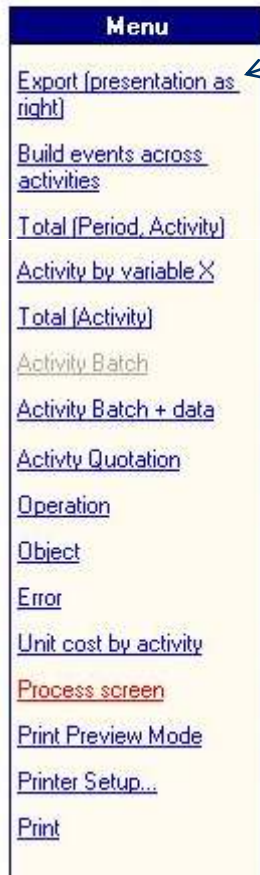 Menu
Export (presentation as
right)
Build events across
activities
Total (Period, Activity)
Activity by variable X
Total (Activity)
Activity Batch
Activity Batch + data
Activty Quotation
Operation
Object
Error
Unit cost by activity
Process screen
Print Preview Mode
Printer Setup...
Print